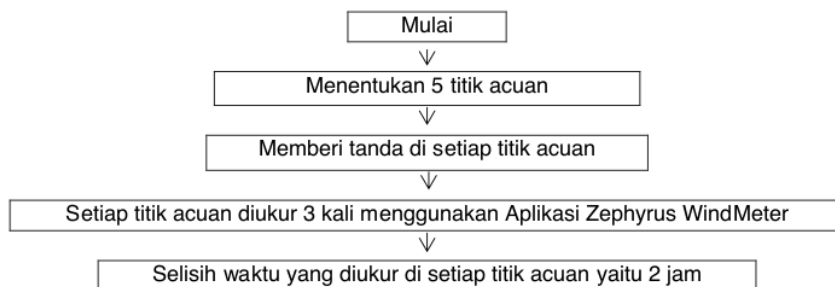 Mulai
Menentukan 5 titik acuan
Memberi tanda di setiap titik acuan
Setiap titik acuan diukur 3 kali menggunakan Aplikasi Zephyrus WindMeter
Selisih waktu yang diukur di setiap titik acuan yaitu 2 jam